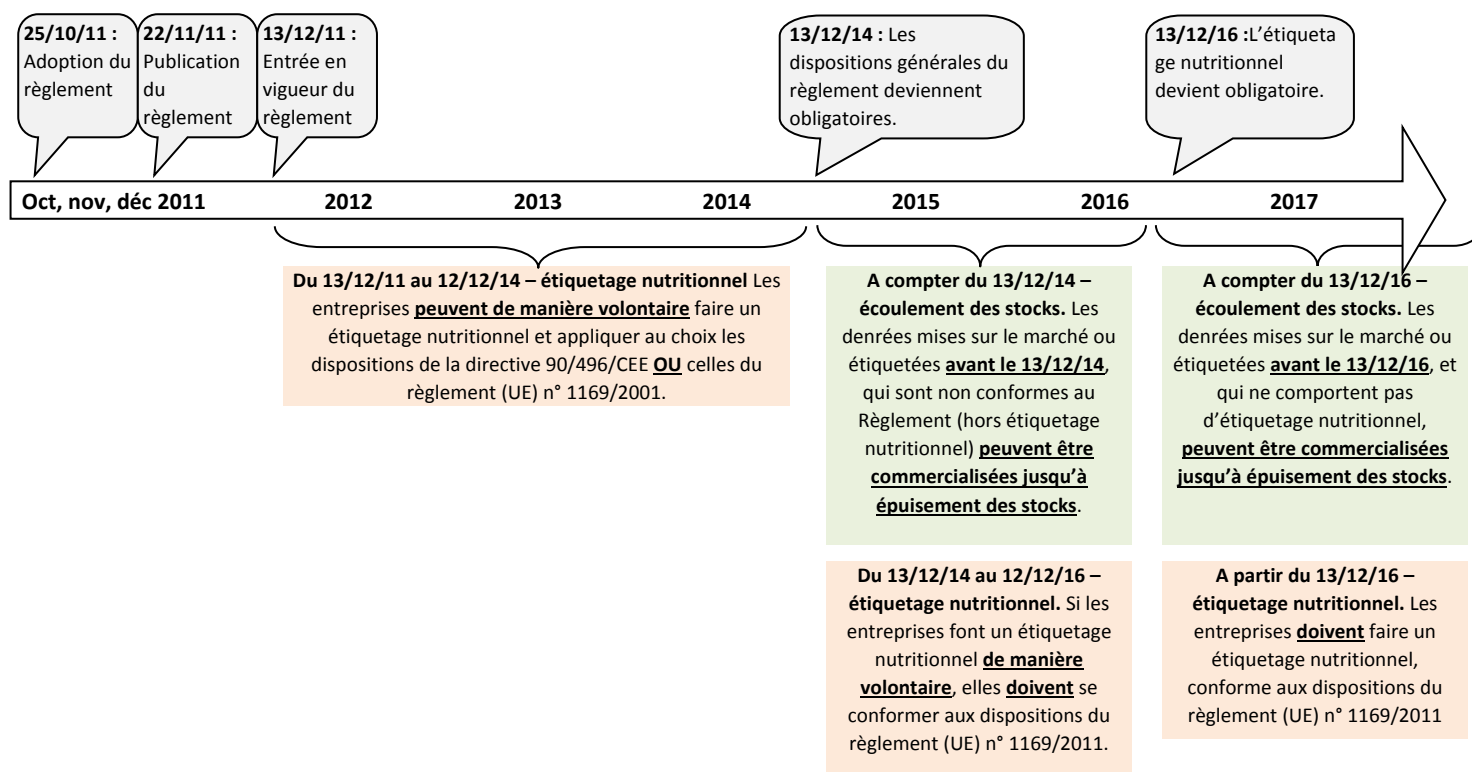 25/10/11 :
Adoption du
règlement
22/11/11 :
Publication
du
règlement
13/12/11 :
Entrée en
vigueur du
règlement
13/12/14 : Les
dispositions générales du
règlement deviennent
obligatoires.
13/12/16 :L’étiqueta
ge nutritionnel
devient obligatoire.
Oct, nov, déc 2011 2012 2013 2014 2015 2016 2017
Du 13/12/11 au 12/12/14 – étiquetage nutritionnel Les
entreprises peuvent de manière volontaire faire un
étiquetage nutritionnel et appliquer au choix les
dispositions de la directive 90/496/CEE OU celles du
règlement (UE) n° 1169/2001.
A compter du 13/12/14 –
écoulement des stocks. Les
denrées mises sur le marché ou
étiquetées avant le 13/12/14,
qui sont non conformes au
Règlement (hors étiquetage
nutritionnel) peuvent être
commercialisées jusqu’à
épuisement des stocks.
A compter du 13/12/16 –
écoulement des stocks. Les
denrées mises sur le marché ou
étiquetées avant le 13/12/16, et
qui ne comportent pas
d’étiquetage nutritionnel,
peuvent être commercialisées
jusqu’à épuisement des stocks.
Du 13/12/14 au 12/12/16 –
étiquetage nutritionnel. Si les
entreprises font un étiquetage
nutritionnel de manière
volontaire, elles doivent se
conformer aux dispositions du
règlement (UE) n° 1169/2011.
A partir du 13/12/16 –
étiquetage nutritionnel. Les
entreprises doivent faire un
étiquetage nutritionnel,
conforme aux dispositions du
règlement (UE) n° 1169/2011